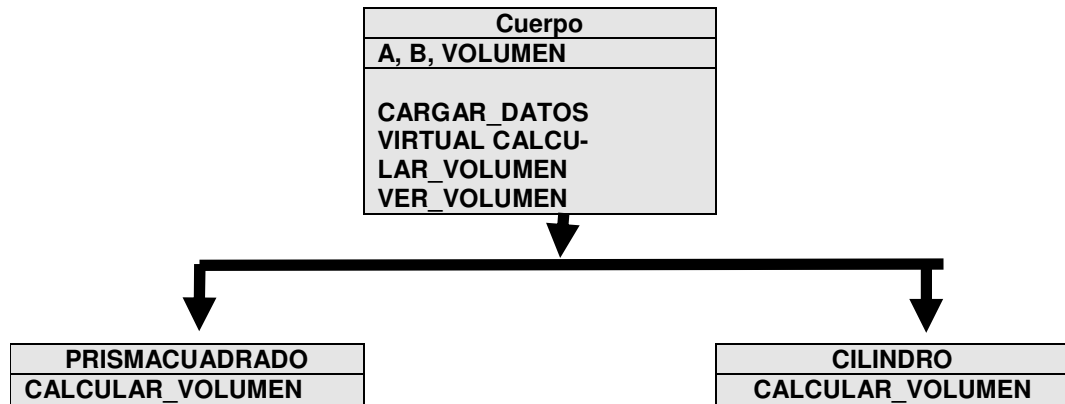 Cuerpo
A, B, VOLUMEN
CARGAR_DATOS
VIRTUAL CALCU-
LAR_VOLUMEN
VER_VOLUMEN
PRISMACUADRADO
CALCULAR_VOLUMEN
CILINDRO
CALCULAR_VOLUMEN